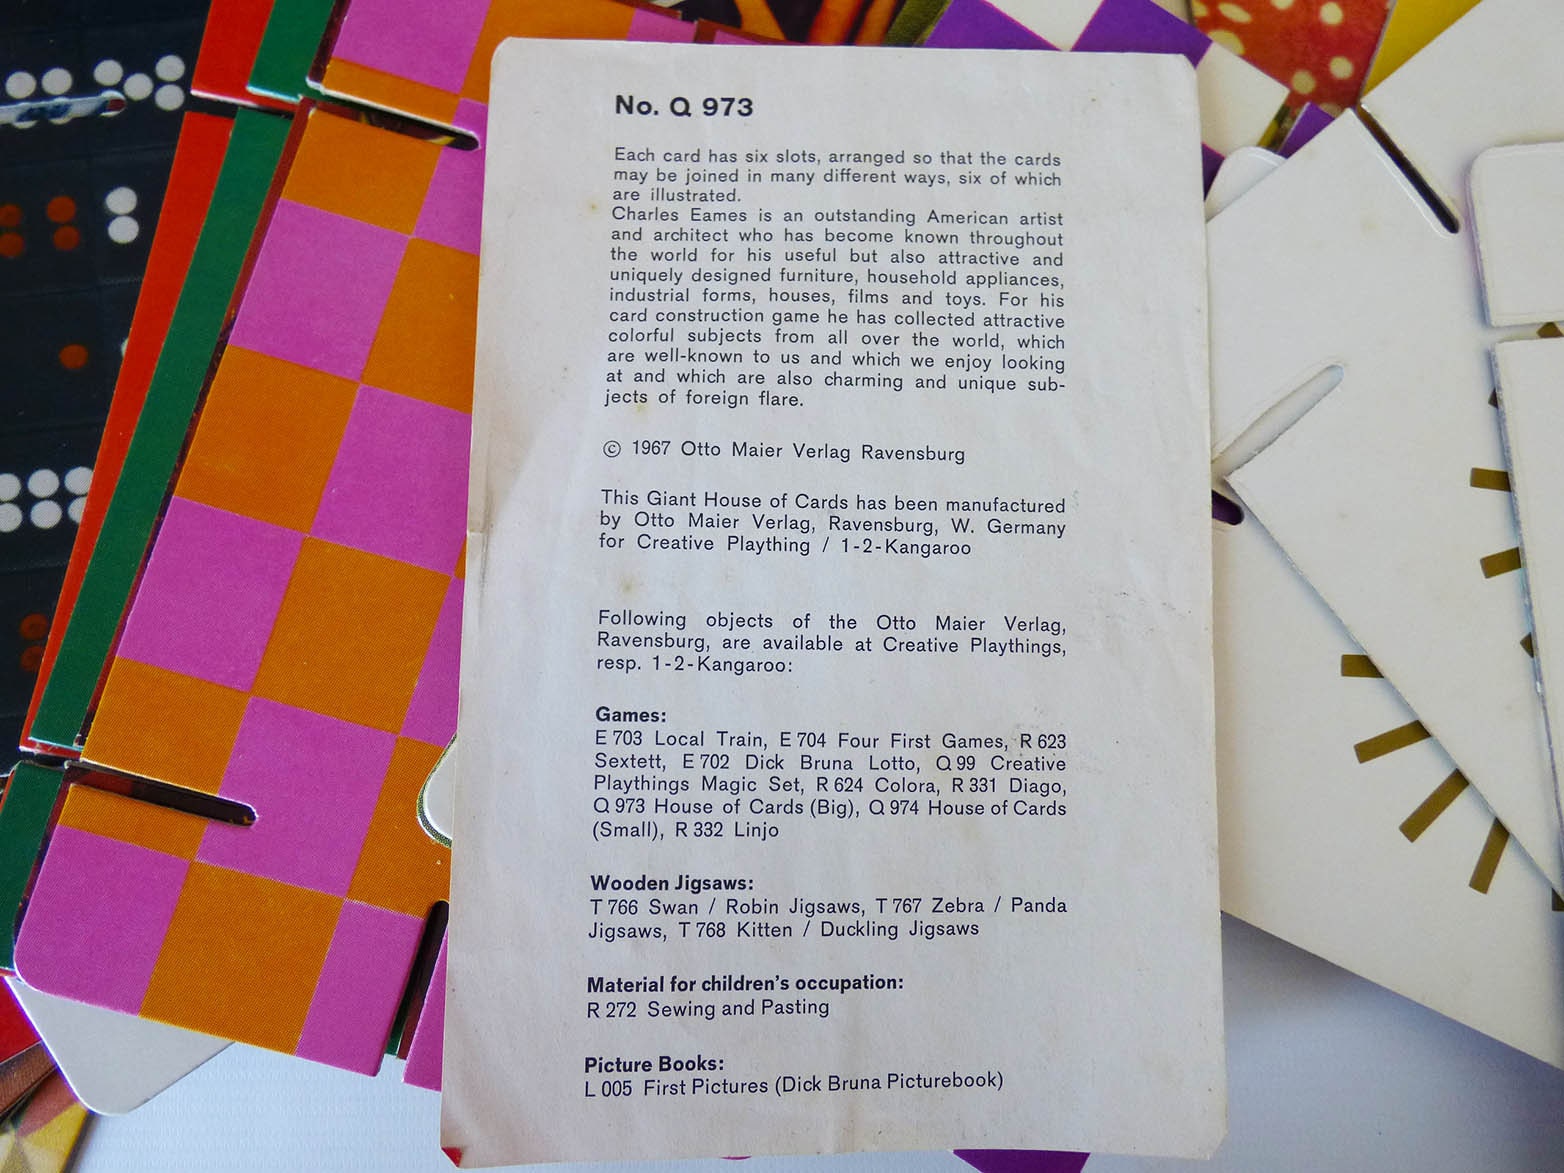 No. Q 973
Each card has six slots, arranged so that the cards
may be joined in many different ways, six of which
are illustrated.
Charles Eames is an outstanding American artist
and architect who has become known throughout
the world for his useful but also attractive and
uniquely designed furniture, household appliances,
industrial forms, houses, films and toys. For his
card construction game he has collected attractive
colorful subjects from all over the world, which
are well-known to us and which we enjoy looking
at and which are also charming and unique sub-
jects of foreign flare.
© 1967 Otto Maier Verlag Ravensburg
This Giant House of Cards has been manufactured
by Otto Maier Verlag, Ravensburg, W. Germany
for Creative Plaything / 1-2-Kangaroo
Following objects of the Otto Maier Verlag,
Ravensburg, are available at Creative Playthings,
resp. 1-2-Kangaroo:
Games:
E 703 Local Train, E 704 Four First Games, R 623
Sextett, E 702 Dick Bruna Lotto, Q 99 Creative
Playthings Magic Set, R 624 Colora, R 331 Diago,
Q 973 House of Cards (Big), Q 974 House of Cards
(Small), R 332 Linjo
Wooden Jigsaws:
T 766 Swan / Robin Jigsaws, T 767 Zebra / Panda
Jigsaws, T 768 Kitten / Duckling Jigsaws
Material for children's occupation:
R 272 Sewing and Pasting
Picture Books:
L 005 First Pictures (Dick Bruna Picturebook)